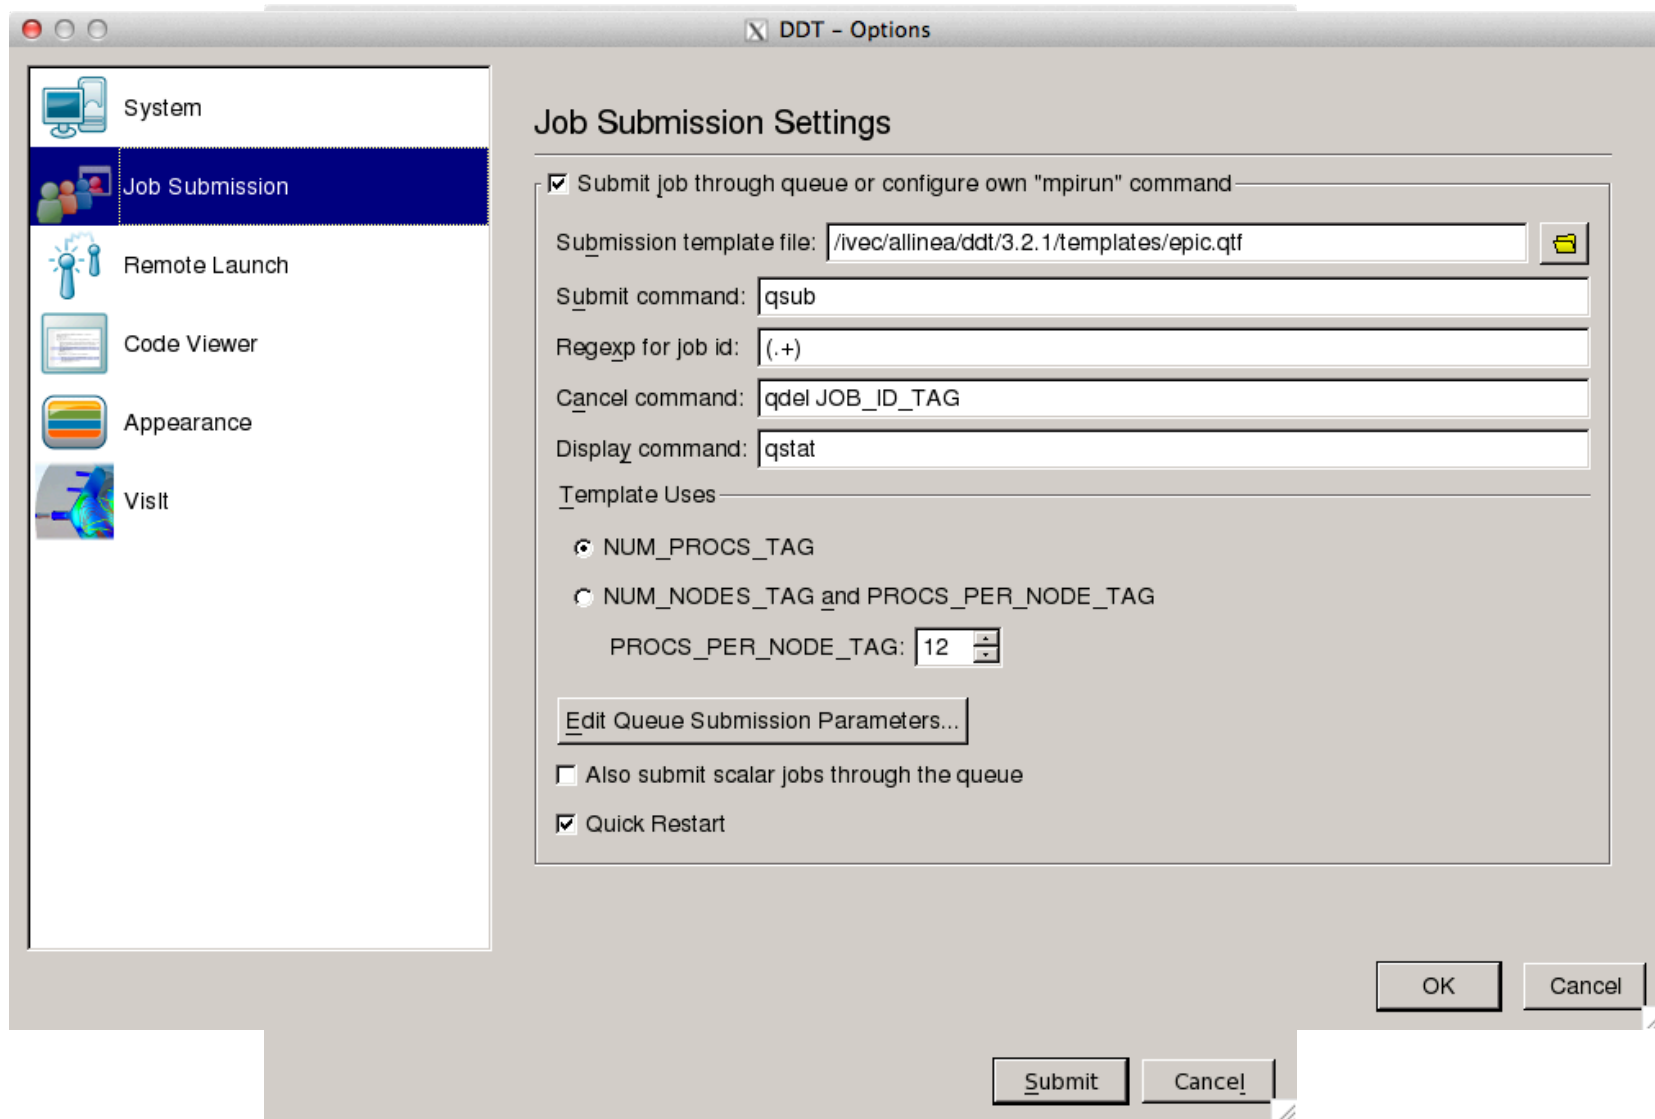 DDT – Options
System
Job Submission
Remote Launch
Code Viewer
Appearance
VisIt
Job Submission Settings
Submit job through queue or configure own "mpirun" command
Submission template file: /ivec/allinea/ddt/3.2.1/templates/epic.qtf
Submit command: qsub
Regexp for job id: (.+)
Cancel command: qdel JOB_ID_TAG
Display command: qstat
Template Uses
NUM_PROCS_TAG
NUM_NODES_TAG and PROCS_PER_NODE_TAG
PROCS_PER_NODE_TAG: 12
Edit Queue Submission Parameters...
Also submit scalar jobs through the queue
Quick Restart
OK Cancel
Submit Cancel